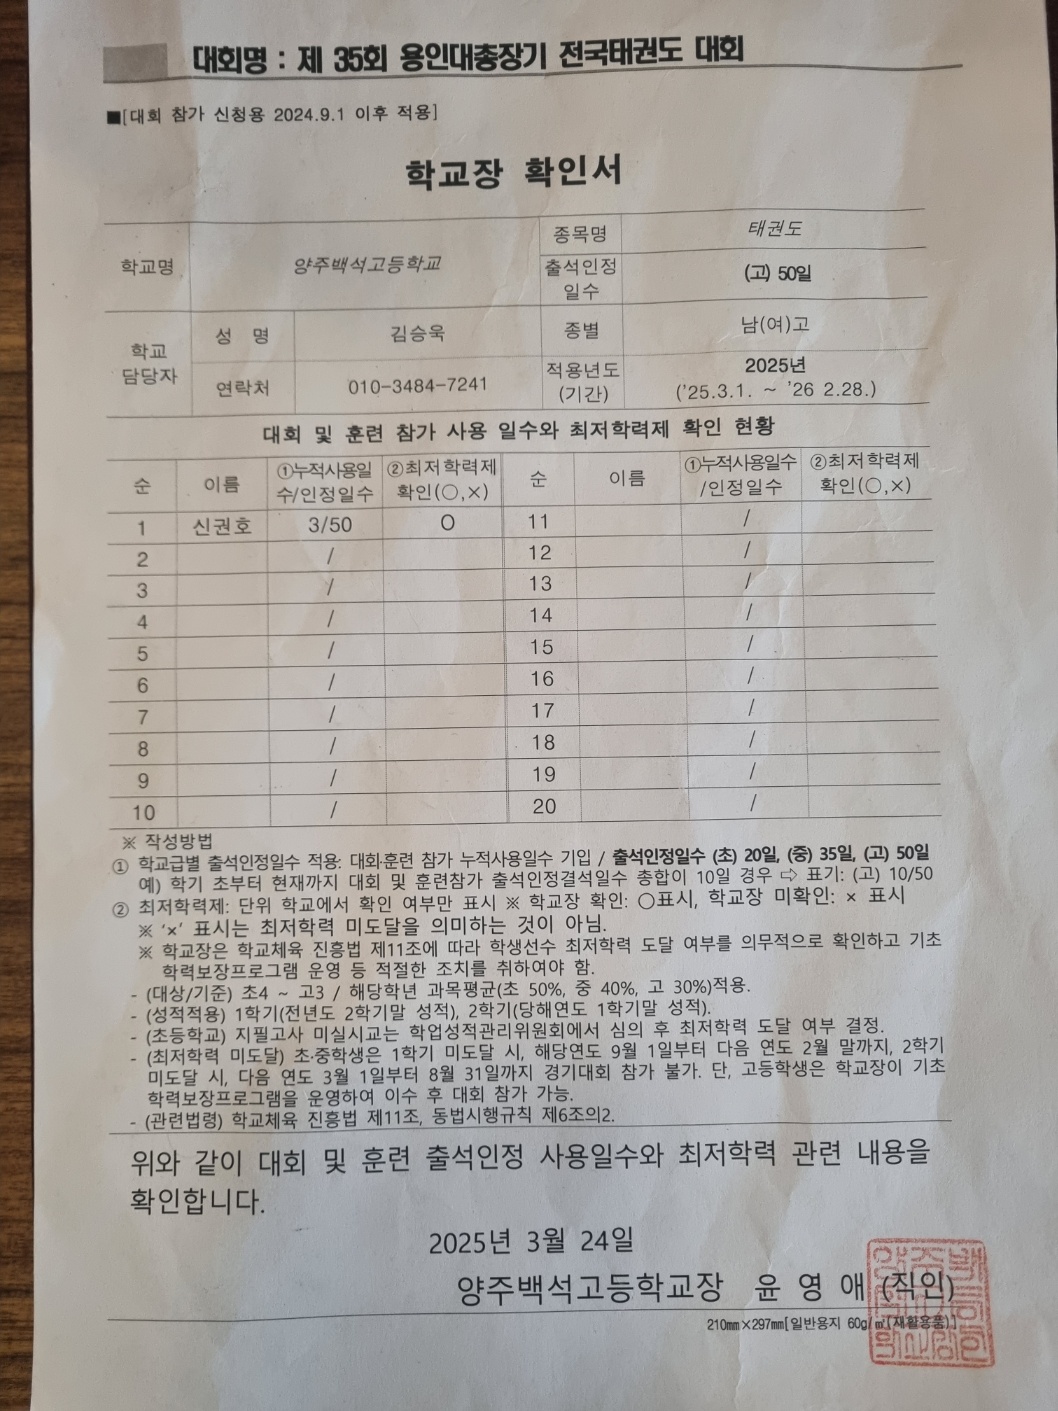 대회명 : 제 35회 용인대총장기 전국태권도 대회
■[대회 참가 신청용 2024.9.1 이후 적용]
학교장 확인서
학교명 양주백석고등학교 종목명 태권도
출석인정 일수 (고) 50일
학교 담당자 성 명 김승욱 종별 남(여)고
연락처 010-3484-7241 적용년도 (기간) 2025년 ('25.3.1. ~ '26 2.28.)
대회 및 훈련 참가 사용 일수와 최저학력제 확인 현황
순 이름 ①누적사용일수/인정일수 ②최저학력제 확인(○,×) 순 이름 ①누적사용일수/인정일수 ②최저학력제 확인(○,×)
1 신권호 3/50 O 11 /
2 / 12 /
3 / 13 /
4 / 14 /
5 / 15 /
6 / 16 /
7 / 17 /
8 / 18 /
9 / 19 /
10 / 20 /
※ 작성방법
① 학교급별 출석인정일수 적용: 대회·훈련 참가 누적사용일수 기입 / 출석인정일수 (초) 20일, (중) 35일, (고) 50일
예) 학기 초부터 현재까지 대회 및 훈련참가 출석인정결석일수 총합이 10일 경우 ⇨ 표기: (고) 10/50
② 최저학력제: 단위 학교에서 확인 여부만 표시 ※ 학교장 확인: ○표시, 학교장 미확인: × 표시
※ '×' 표시는 최저학력 미도달을 의미하는 것이 아님.
※ 학교장은 학교체육 진흥법 제11조에 따라 학생선수 최저학력 도달 여부를 의무적으로 확인하고 기초
학력보장프로그램 운영 등 적절한 조치를 취하여야 함.
- (대상/기준) 초4 ~ 고3 / 해당학년 과목평균(초 50%, 중 40%, 고 30%)적용.
- (성적적용) 1학기(전년도 2학기말 성적), 2학기(당해연도 1학기말 성적).
- (초등학교) 지필고사 미실시교는 학업성적관리위원회에서 심의 후 최저학력 도달 여부 결정.
- (최저학력 미도달) 초·중학생은 1학기 미도달 시, 해당연도 9월 1일부터 다음 연도 2월 말까지, 2학기
미도달 시, 다음 연도 3월 1일부터 8월 31일까지 경기대회 참가 불가. 단, 고등학생은 학교장이 기초
학력보장프로그램을 운영하여 이수 후 대회 참가 가능.
- (관련법령) 학교체육 진흥법 제11조, 동법시행규칙 제6조의2.
위와 같이 대회 및 훈련 출석인정 사용일수와 최저학력 관련 내용을
확인합니다.
2025년 3월 24일
양주백석고등학교장 윤 영 애 (직인)
210㎜×297㎜[일반용지 60g/㎡(재활용품)]